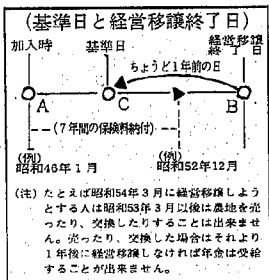 (基準日と経営移譲終了日)
加入時
基準日
経営移譲
終了日
ちょうど1年前の日
A
C
B
(7年間の保険料納付)
(例)
昭和46年1月
(例)
昭和52年12月
(注) たとえば昭和54年3月に経営移譲しよう
とする人は昭和53年3月以後は農地を売
ったり、交換したりすることは出来ませ
ん。売ったり、交換した場合はそれより
1年後に経営移譲しなければ年金は受給
することが出来ません。